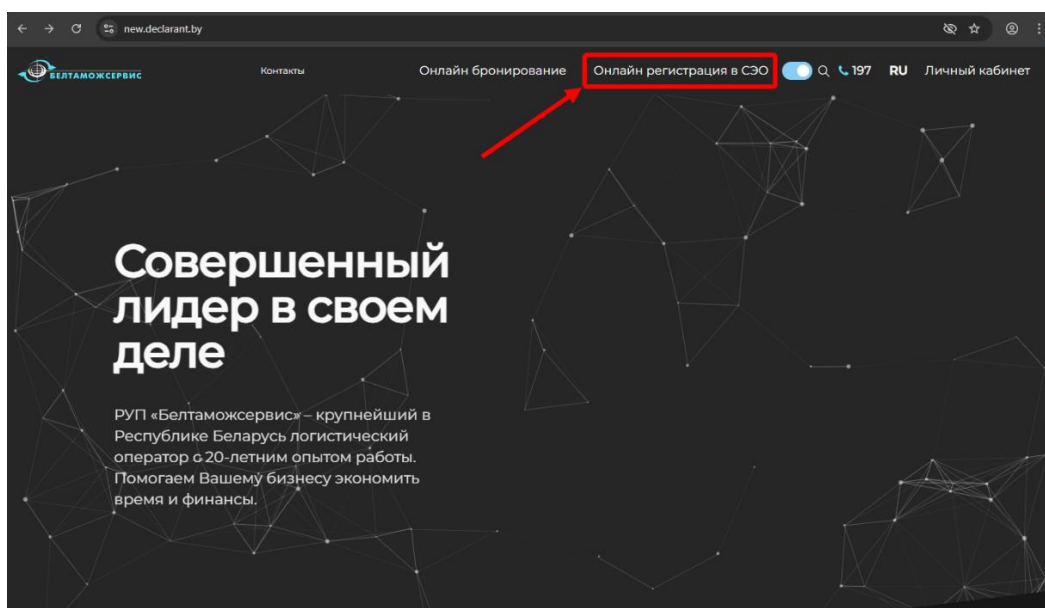 new.declarant.by
БЕЛТАМОЖСЕРВИС
Контакты
Онлайн бронирование
Онлайн регистрация в СЭО
197
RU
Личный кабинет
Совершенный
лидер в своем
деле
РУП «Белтаможсервис» – крупнейший в
Республике Беларусь логистический
оператор с 20-летним опытом работы.
Помогаем Вашему бизнесу экономить
время и финансы.